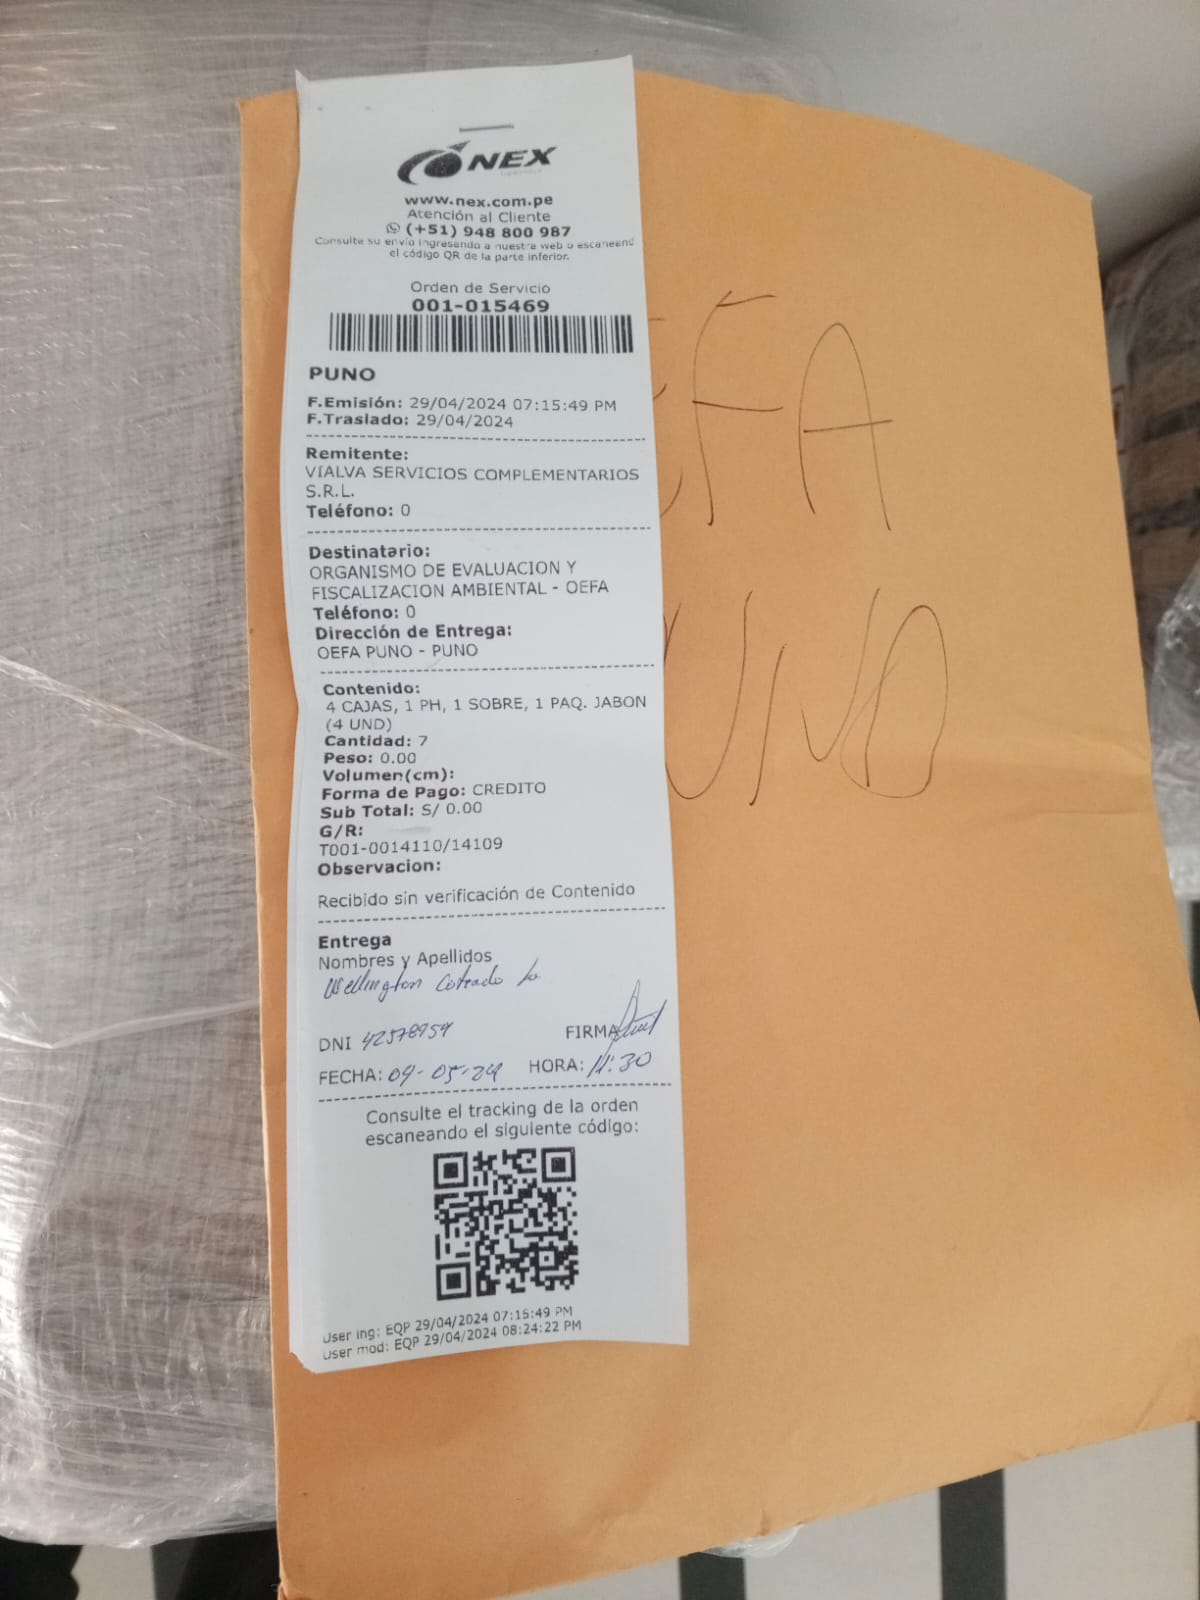 NEX
www.nex.com.pe
Atención al Cliente
(+51) 948 800 987
Consulte su envío ingresando a nuestra web o escaneand
el código QR de la parte inferior.
Orden de Servicio
001-015469
PUNO
F.Emisión: 29/04/2024 07:15:49 PM
F.Traslado: 29/04/2024
Remitente:
VIALVA SERVICIOS COMPLEMENTARIOS
S.R.L.
Teléfono: 0
Destinatario:
ORGANISMO DE EVALUACION Y
FISCALIZACION AMBIENTAL - OEFA
Teléfono: 0
Dirección de Entrega:
OEFA PUNO - PUNO
Contenido:
4 CAJAS, 1 PH, 1 SOBRE, 1 PAQ. JABON
(4 UND)
Cantidad: 7
Peso: 0.00
Volumen(cm):
Forma de Pago: CREDITO
Sub Total: S/ 0.00
G/R:
T001-0014110/14109
Observacion:
Recibido sin verificación de Contenido
Entrega
Nombres y Apellidos
Wellington
DNI 42578954
FIRMA
FECHA: 04-05-24 HORA: 11:30
Consulte el tracking de la orden
escaneando el siguiente código:
User ing: EQP 29/04/2024 07:15:49 PM
User mod: EQP 29/04/2024 08:24:22 PM
EFA
UNO